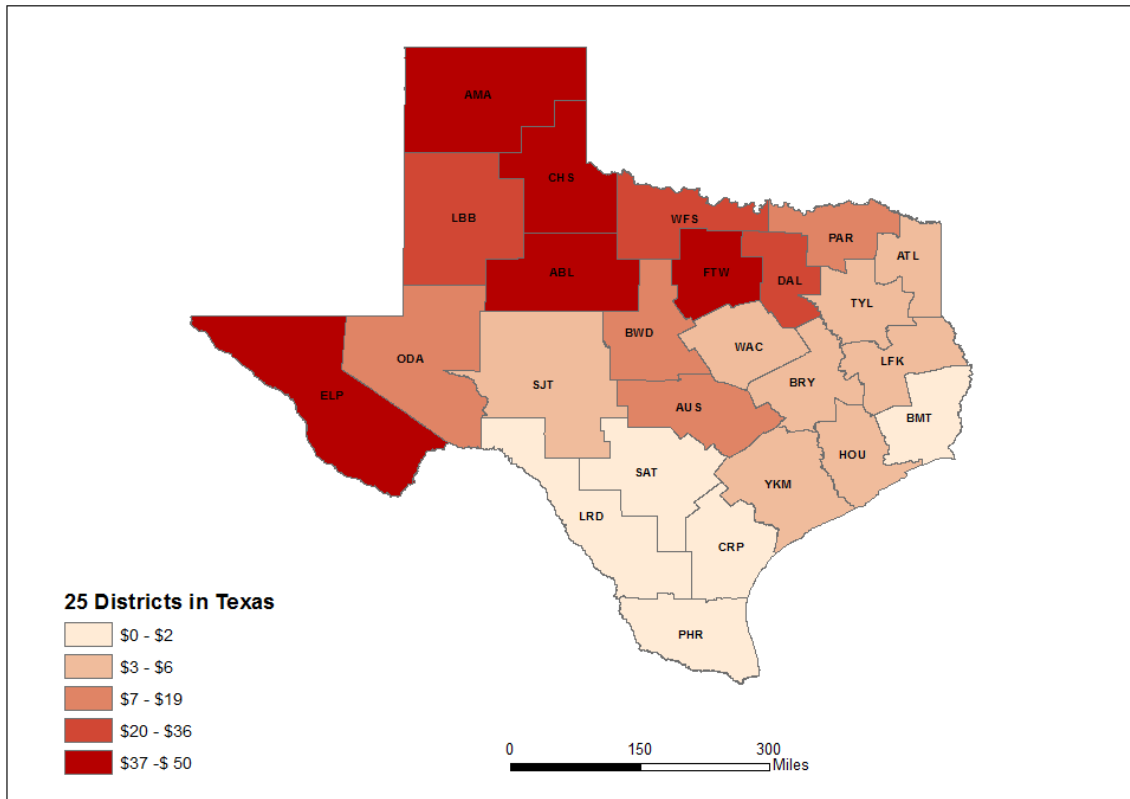 AMA
CHS
LBB
WFS
PAR
ATL
ABL
FTW
DAL
TYL
BWD
WAC
ODA
LFK
SJT
BRY
ELP
AUS
BMT
HOU
SAT
YKM
LRD
CRP
PHR
25 Districts in Texas
$0 - $2
$3 - $6
$7 - $19
$20 - $36
$37 -$ 50
0 150 300
Miles